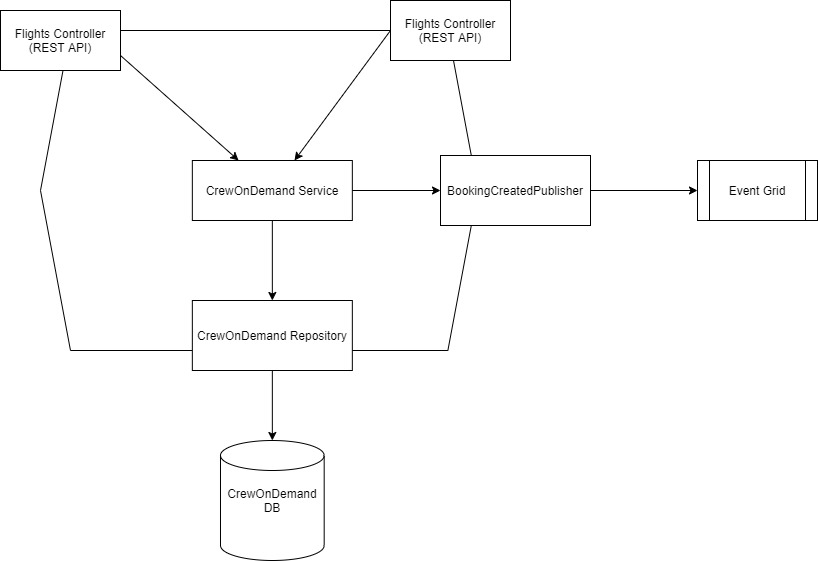 Flights Controller
(REST API)
Flights Controller
(REST API)
CrewOnDemand Service
BookingCreatedPublisher
Event Grid
CrewOnDemand Repository
CrewOnDemand
DB